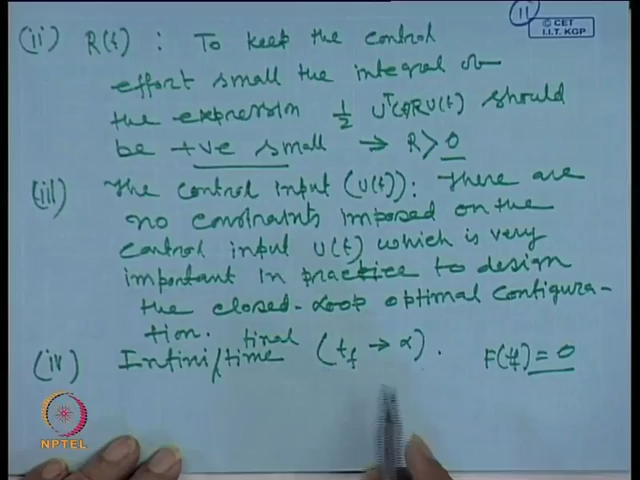 11
© CET
I.I.T. KGP
(ii) R(t) : To keep the control
effort small the integral on
the expression 1/2 Uᵀ(t)RU(t) should
be +ve small → R>0
(iii) The control input (U(t)): There are
no constraints imposed on the
control input U(t) which is very
important in practice to design
the closed-loop optimal configura-
tion.
final
(iv) Infini/time (t_f → α). F(t_f) = 0
NPTEL